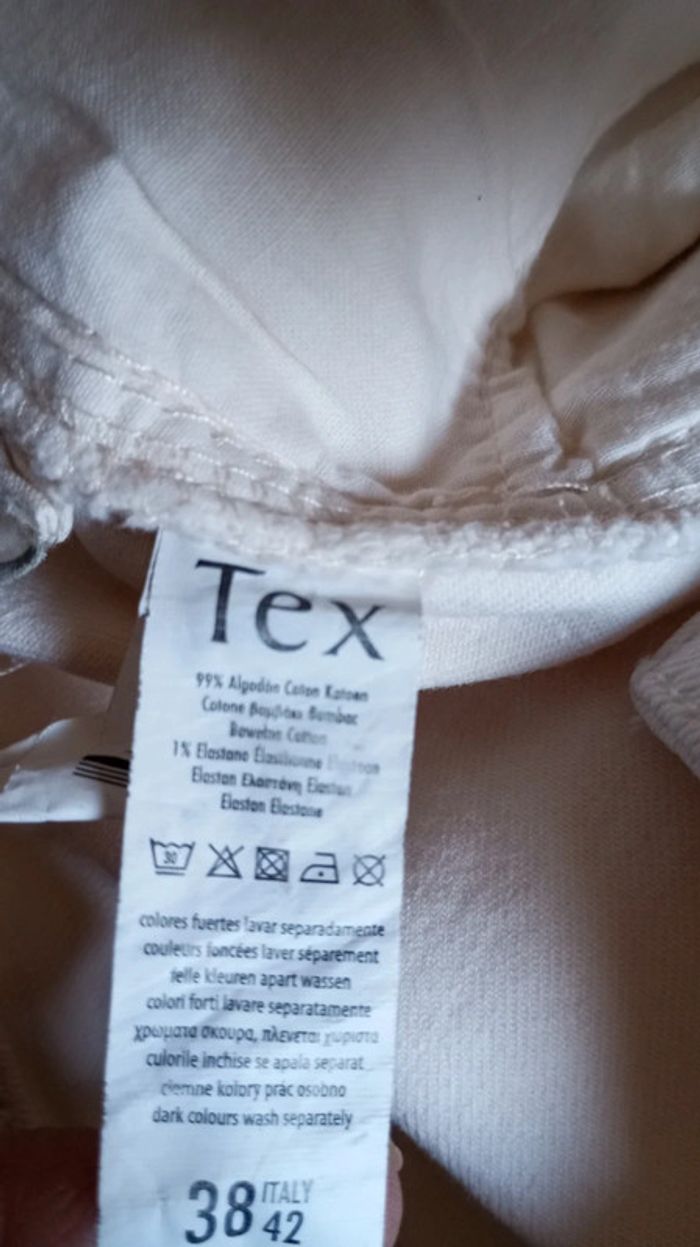 Tex
99% Algodón Coton Katoen
Cotone Βαμβάκι Bumbac
Bawełna Cotton
1% Elastano Élasthanne
Elastan Ελαστάνη Elastan
Elastan Elastane
30
colores fuertes lavar separadamente
couleurs foncées laver séparement
felle kleuren apart wassen
colori forti lavare separatamente
χρωματα σκουρα, πλενεται χωριστα
culorile inchise se apala separat
ciemne kolory prac osobno
dark colours wash separately
38 ITALY 42